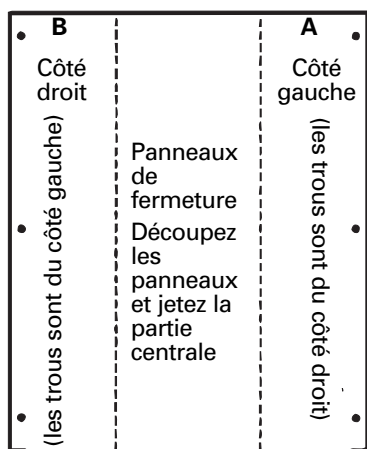 B
Côté
droit
(les trous sont du côté gauche)
Panneaux
de
fermeture
Découpez
les
panneaux
et jetez la
partie
centrale
A
Côté
gauche
(les trous sont du côté droit)